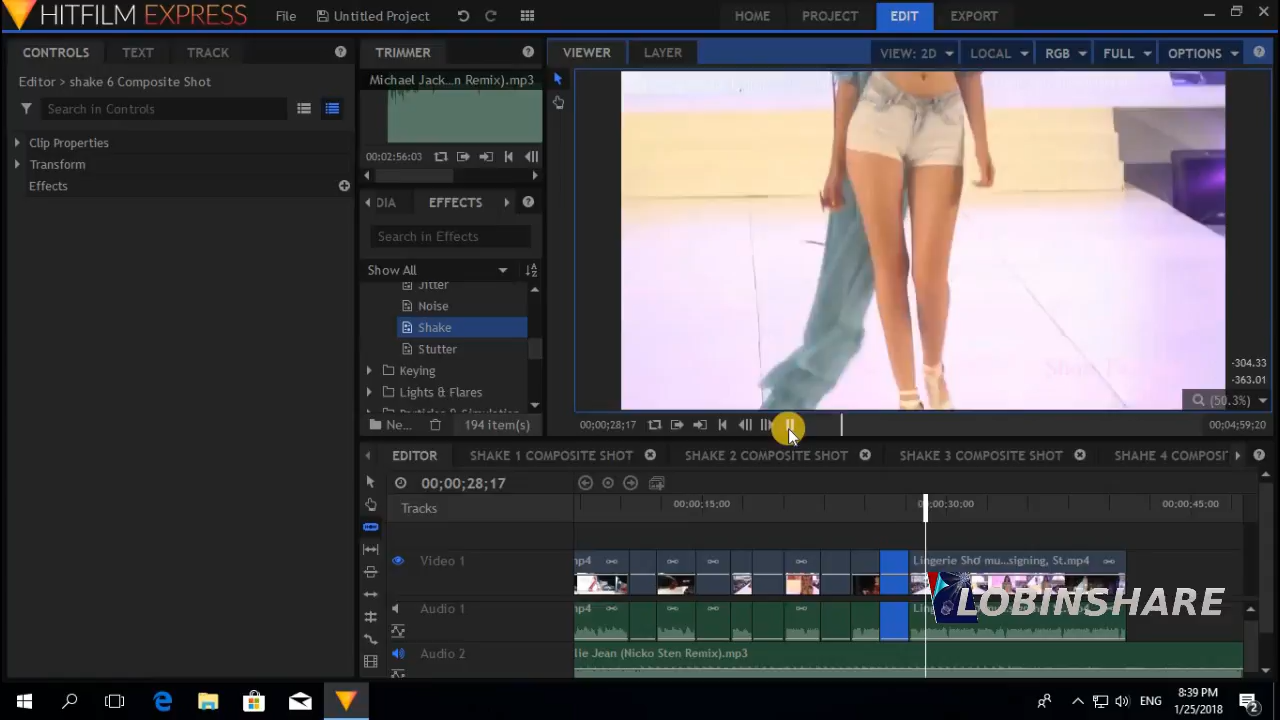 HITFILM EXPRESS
File
Untitled Project
HOME
PROJECT
EDIT
EXPORT
CONTROLS
TEXT
TRACK
Editor > shake 6 Composite Shot
Search in Controls
Clip Properties
Transform
Effects
TRIMMER
Michael Jack...n Remix).mp3
00:02:56:03
DIA
EFFECTS
Search in Effects
Show All
Jitter
Noise
Shake
Stutter
Keying
Lights & Flares
Particles & Simulation
Ne...
194 item(s)
VIEWER
LAYER
VIEW: 2D
LOCAL
RGB
FULL
OPTIONS
-304.33
-363.01
(50.3%)
00;00;28;17
00;04;59;20
EDITOR
SHAKE 1 COMPOSITE SHOT
SHAKE 2 COMPOSITE SHOT
SHAKE 3 COMPOSITE SHOT
SHAHE 4 COMPOSI
00;00;28;17
00;00;15;00
00;00;30;00
00;00;45;00
Tracks
Video 1
mp4
Lingerie Sho mu...signing, St.mp4
Audio 1
mp4
Audio 2
lie Jean (Nicko Sten Remix).mp3
LOBINSHARE
ENG
8:39 PM
1/25/2018
2